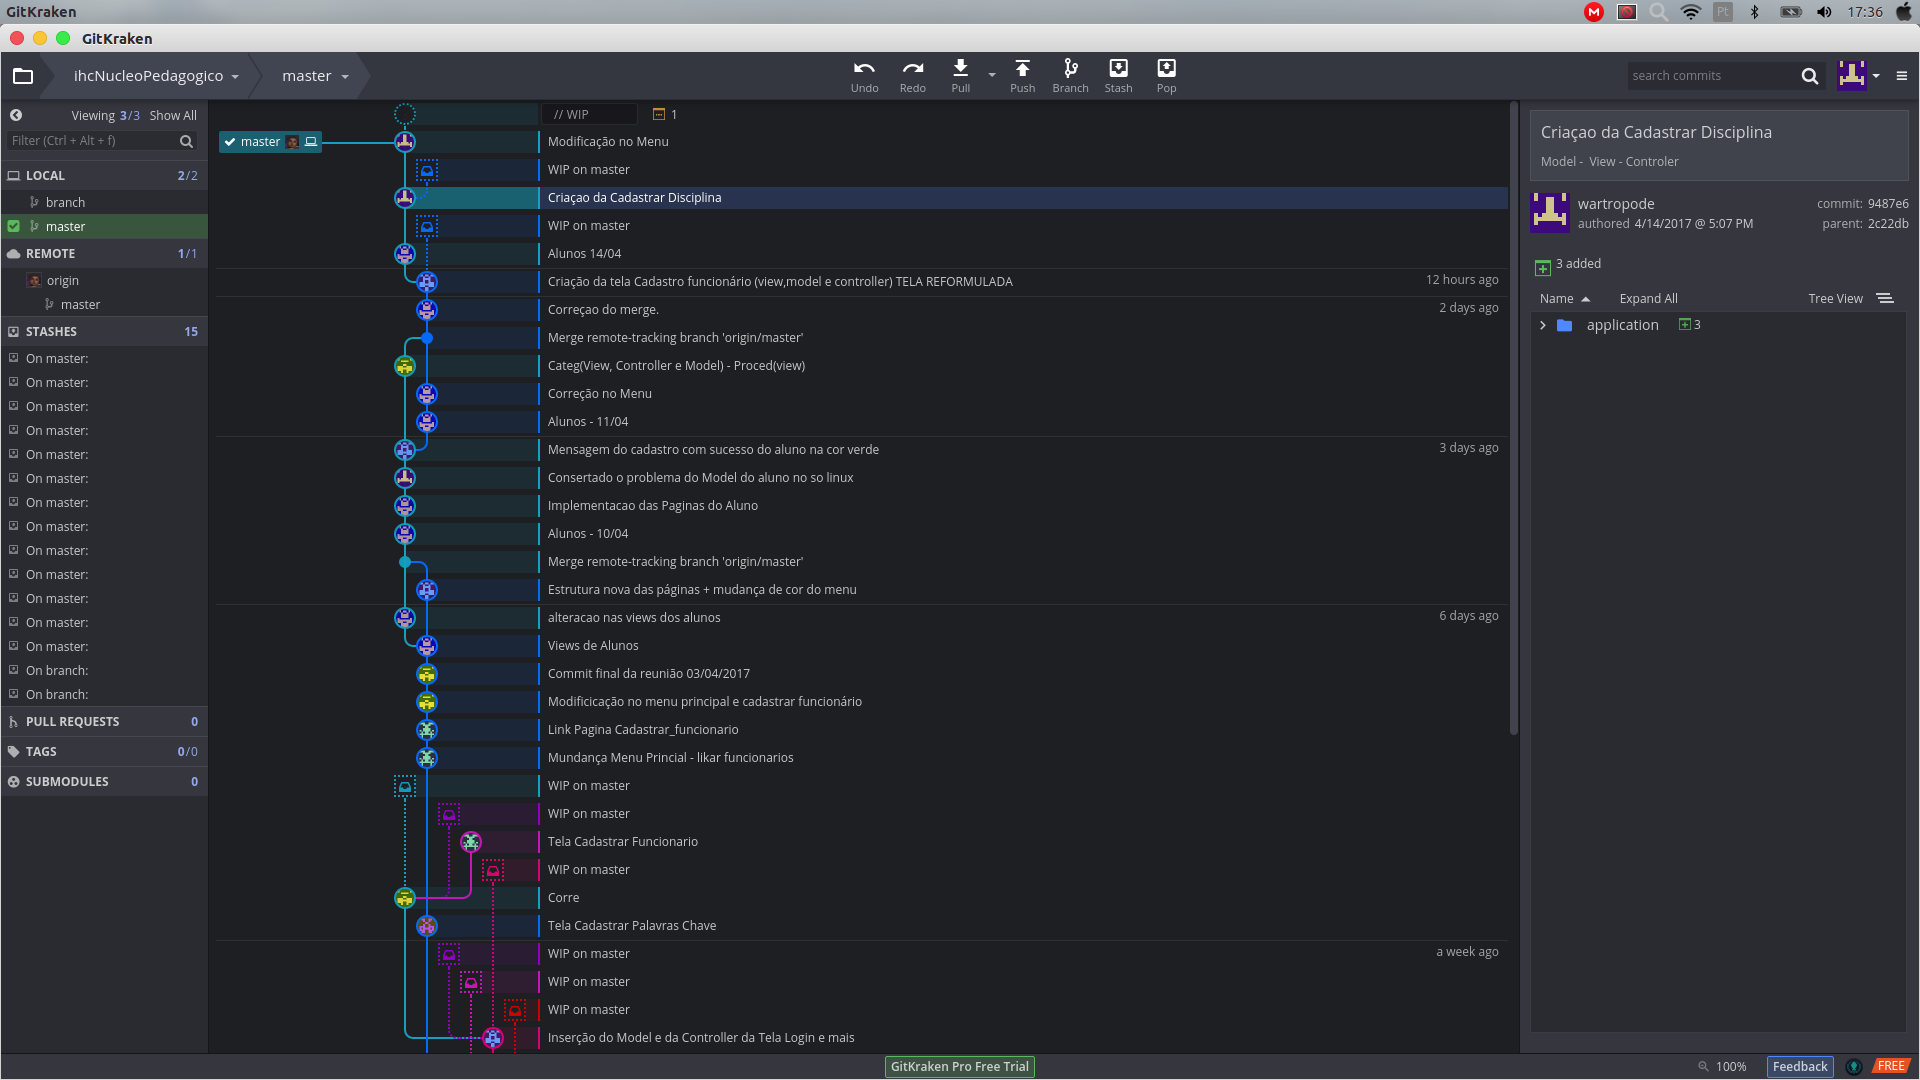 GitKraken
M
Pt
17:36
GitKraken
ihcNucleoPedagogico
master
Undo
Redo
Pull
Push
Branch
Stash
Pop
search commits
Viewing 3/3 Show All
Filter (Ctrl + Alt + f)
LOCAL 2/2
branch
master
REMOTE 1/1
origin
master
STASHES 15
On master:
On master:
On master:
On master:
On master:
On master:
On master:
On master:
On master:
On master:
On master:
On master:
On master:
On branch:
On branch:
PULL REQUESTS 0
TAGS 0/0
SUBMODULES 0
// WIP 1
master Modificação no Menu
WIP on master
Criaçao da Cadastrar Disciplina
WIP on master
Alunos 14/04
Criação da tela Cadastro funcionário (view,model e controller) TELA REFORMULADA 12 hours ago
Correçao do merge. 2 days ago
Merge remote-tracking branch 'origin/master'
Categ(View, Controller e Model) - Proced(view)
Correção no Menu
Alunos - 11/04
Mensagem do cadastro com sucesso do aluno na cor verde 3 days ago
Consertado o problema do Model do aluno no so linux
Implementacao das Paginas do Aluno
Alunos - 10/04
Merge remote-tracking branch 'origin/master'
Estrutura nova das páginas + mudança de cor do menu
alteracao nas views dos alunos 6 days ago
Views de Alunos
Commit final da reunião 03/04/2017
Modificicação no menu principal e cadastrar funcionário
Link Pagina Cadastrar_funcionario
Mundança Menu Princial - likar funcionarios
WIP on master
WIP on master
Tela Cadastrar Funcionario
WIP on master
Corre
Tela Cadastrar Palavras Chave
WIP on master a week ago
WIP on master
WIP on master
Inserção do Model e da Controller da Tela Login e mais
Criaçao da Cadastrar Disciplina
Model - View - Controler
wartropode commit: 9487e6
authored 4/14/2017 @ 5:07 PM parent: 2c22db
3 added
Name Expand All Tree View
application 3
GitKraken Pro Free Trial
100%
Feedback
FREE